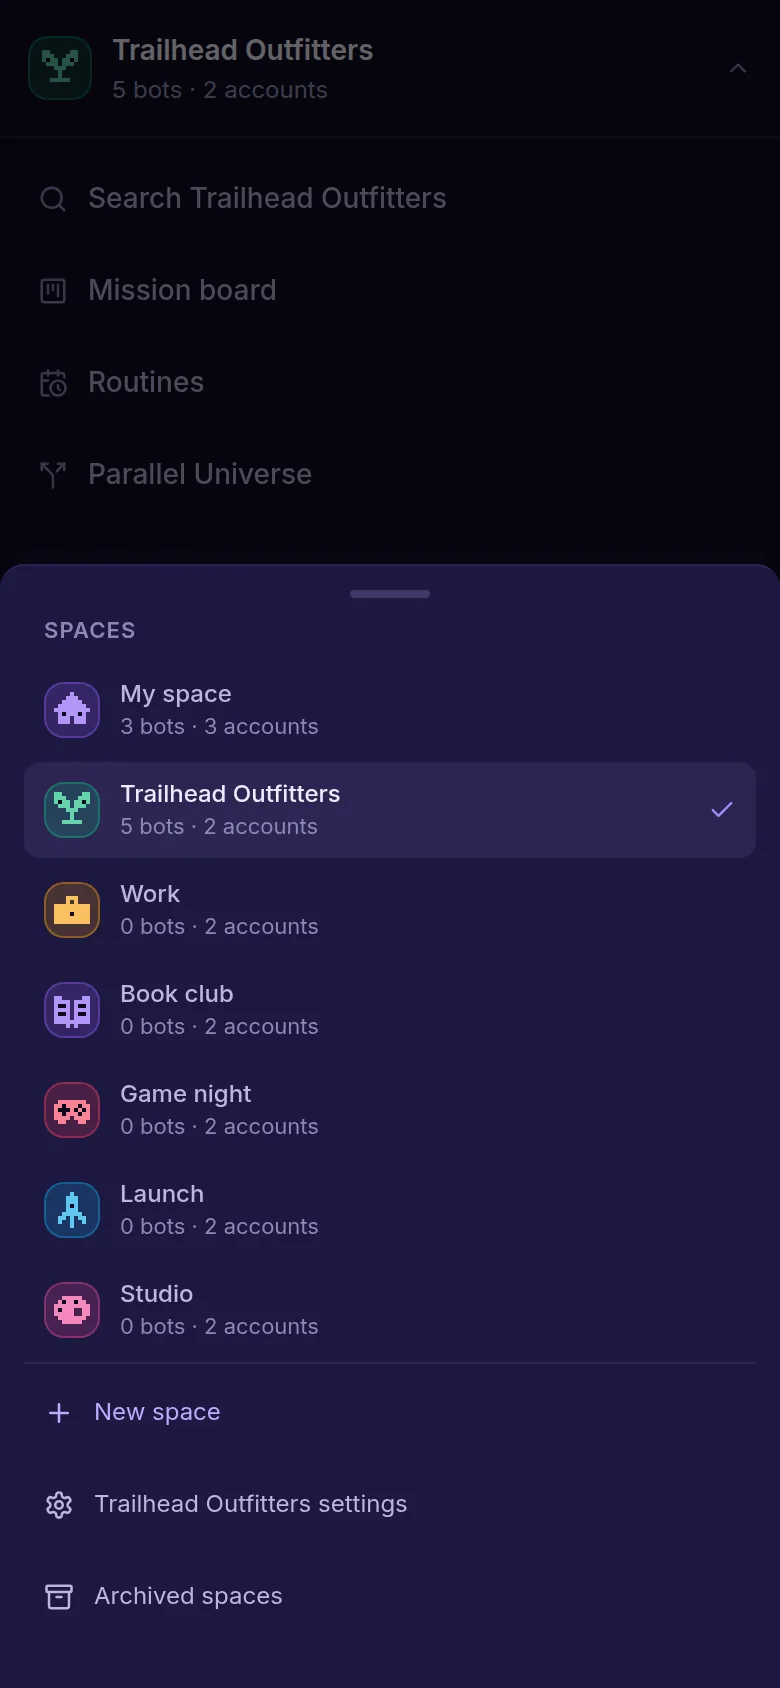 Trailhead Outfitters
5 bots · 2 accounts
Search Trailhead Outfitters
Mission board
Routines
Parallel Universe
SPACES
My space
3 bots · 3 accounts
Trailhead Outfitters
5 bots · 2 accounts
Work
0 bots · 2 accounts
Book club
0 bots · 2 accounts
Game night
0 bots · 2 accounts
Launch
0 bots · 2 accounts
Studio
0 bots · 2 accounts
New space
Trailhead Outfitters settings
Archived spaces